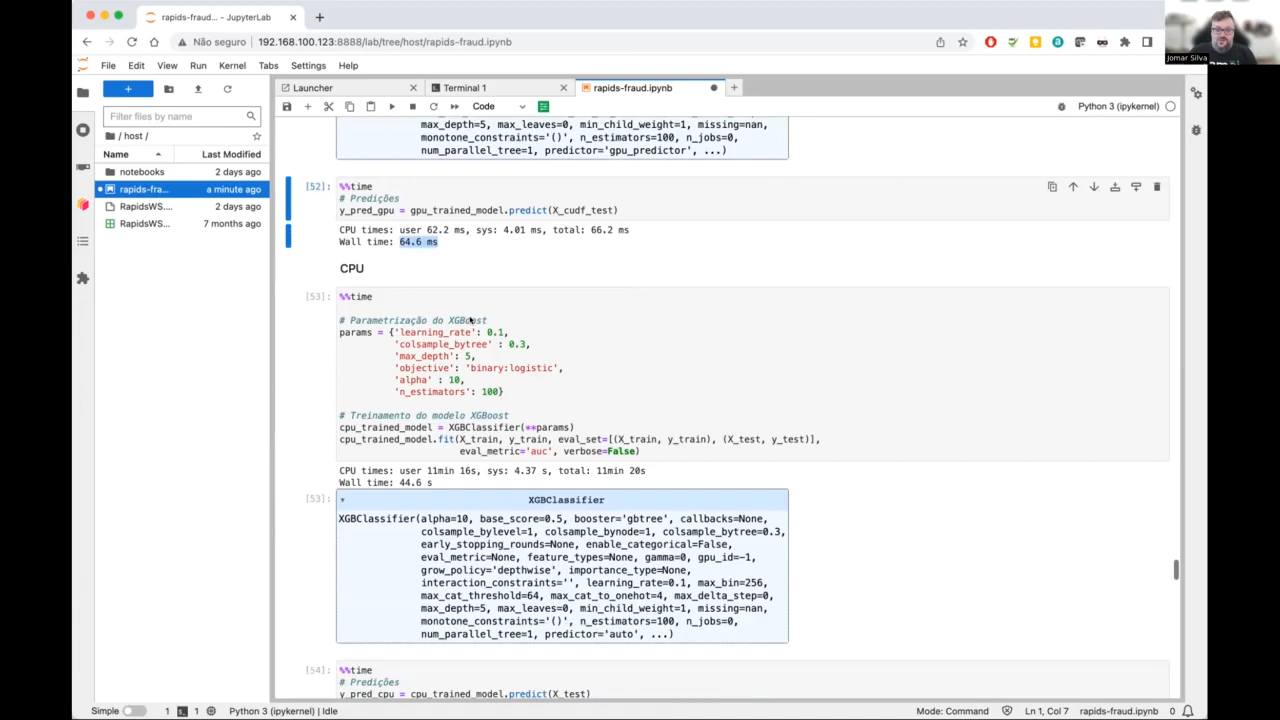 rapids-fraud... - JupyterLab
Não seguro
192.168.100.123:8888/lab/tree/host/rapids-fraud.ipynb
Jomar Silva
File Edit View Run Kernel Tabs Settings Help
Launcher
Terminal 1
rapids-fraud.ipynb
Code
Python 3 (ipykernel)
Filter files by name
/ host /
Name Last Modified
notebooks 2 days ago
rapids-fra... a minute ago
RapidsWS.... 2 days ago
RapidsWS... 7 months ago
max_depth=5, max_leaves=0, min_child_weight=1, missing=nan,
monotone_constraints='()', n_estimators=100, n_jobs=0,
num_parallel_tree=1, predictor='gpu_predictor', ...)
[52]: %%time
# Predições
y_pred_gpu = gpu_trained_model.predict(X_cudf_test)
CPU times: user 62.2 ms, sys: 4.01 ms, total: 66.2 ms
Wall time: 64.6 ms
CPU
[53]: %%time
# Parametrização do XGBoost
params = {'learning_rate': 0.1,
'colsample_bytree' : 0.3,
'max_depth': 5,
'objective': 'binary:logistic',
'alpha' : 10,
'n_estimators': 100}
# Treinamento do modelo XGBoost
cpu_trained_model = XGBClassifier(**params)
cpu_trained_model.fit(X_train, y_train, eval_set=[(X_train, y_train), (X_test, y_test)],
eval_metric='auc', verbose=False)
CPU times: user 11min 16s, sys: 4.37 s, total: 11min 20s
Wall time: 44.6 s
[53]: XGBClassifier
XGBClassifier(alpha=10, base_score=0.5, booster='gbtree', callbacks=None,
colsample_bylevel=1, colsample_bynode=1, colsample_bytree=0.3,
early_stopping_rounds=None, enable_categorical=False,
eval_metric=None, feature_types=None, gamma=0, gpu_id=-1,
grow_policy='depthwise', importance_type=None,
interaction_constraints='', learning_rate=0.1, max_bin=256,
max_cat_threshold=64, max_cat_to_onehot=4, max_delta_step=0,
max_depth=5, max_leaves=0, min_child_weight=1, missing=nan,
monotone_constraints='()', n_estimators=100, n_jobs=0,
num_parallel_tree=1, predictor='auto', ...)
[54]: %%time
# Predições
y_pred_cpu = cpu_trained_model.predict(X_test)
Simple 1 1 Python 3 (ipykernel) | Idle Mode: Command Ln 1, Col 7 rapids-fraud.ipynb 0